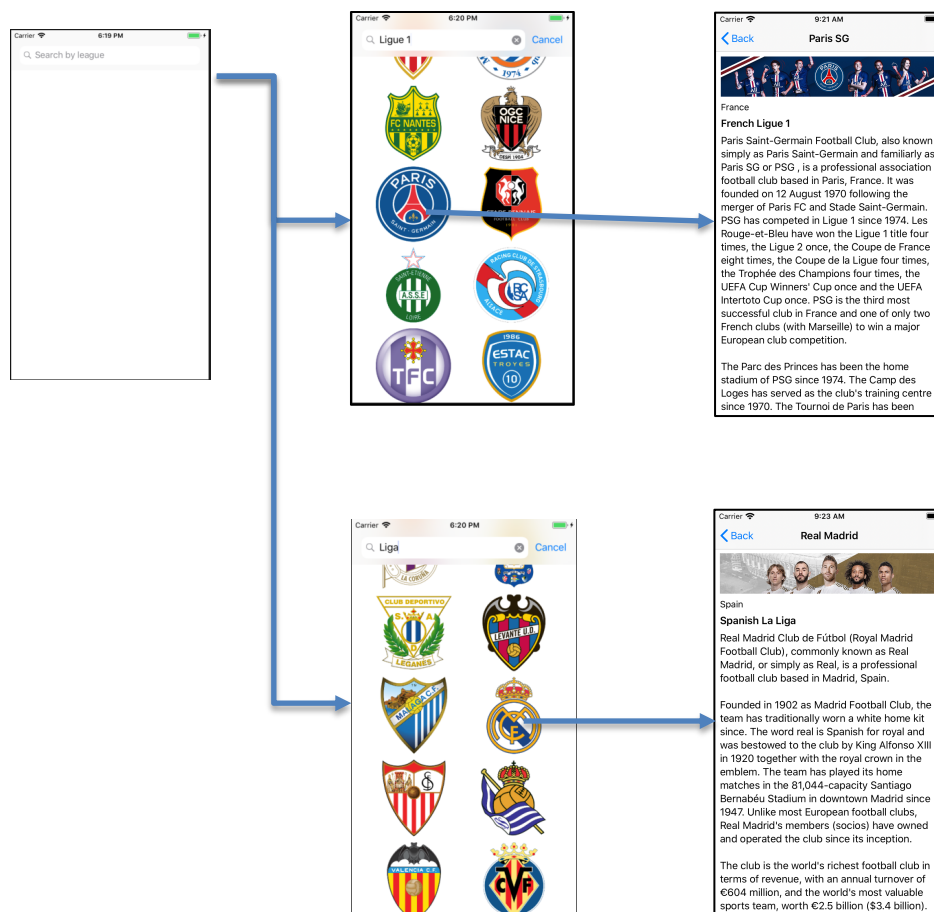 Carrier 6:19 PM
Search by league
Carrier 6:20 PM
Ligue 1 Cancel
1974
FC NANTES
OGC
NICE
DEPUIS 1904
PARIS
SAINT-GERMAIN
STADE RENNAIS
FOOTBALL CLUB
SAINT-ETIENNE
A.S.S.E
LOIRE
RACING CLUB DE STRASBOURG
ALSACE
TFC
1986
ESTAC
TROYES
10
Carrier 9:21 AM
Back Paris SG
PARIS
France
French Ligue 1
Paris Saint-Germain Football Club, also known
simply as Paris Saint-Germain and familiarly as
Paris SG or PSG , is a professional association
football club based in Paris, France. It was
founded on 12 August 1970 following the
merger of Paris FC and Stade Saint-Germain.
PSG has competed in Ligue 1 since 1974. Les
Rouge-et-Bleu have won the Ligue 1 title four
times, the Ligue 2 once, the Coupe de France
eight times, the Coupe de la Ligue four times,
the Trophée des Champions four times, the
UEFA Cup Winners' Cup once and the UEFA
Intertoto Cup once. PSG is the third most
successful club in France and one of only two
French clubs (with Marseille) to win a major
European club competition.
The Parc des Princes has been the home
stadium of PSG since 1974. The Camp des
Loges has served as the club's training centre
since 1970. The Tournoi de Paris has been
Carrier 6:20 PM
Liga Cancel
LA CORUÑA
CLUB DEPORTIVO
LEGANES
LEVANTE U.D.
MALAGA C.F.
VALENCIA C.F.
CVF
Carrier 9:23 AM
Back Real Madrid
Spain
Spanish La Liga
Real Madrid Club de Fútbol (Royal Madrid
Football Club), commonly known as Real
Madrid, or simply as Real, is a professional
football club based in Madrid, Spain.
Founded in 1902 as Madrid Football Club, the
team has traditionally worn a white home kit
since. The word real is Spanish for royal and
was bestowed to the club by King Alfonso XIII
in 1920 together with the royal crown in the
emblem. The team has played its home
matches in the 81,044-capacity Santiago
Bernabéu Stadium in downtown Madrid since
1947. Unlike most European football clubs,
Real Madrid's members (socios) have owned
and operated the club since its inception.
The club is the world's richest football club in
terms of revenue, with an annual turnover of
€604 million, and the world's most valuable
sports team, worth €2.5 billion ($3.4 billion).